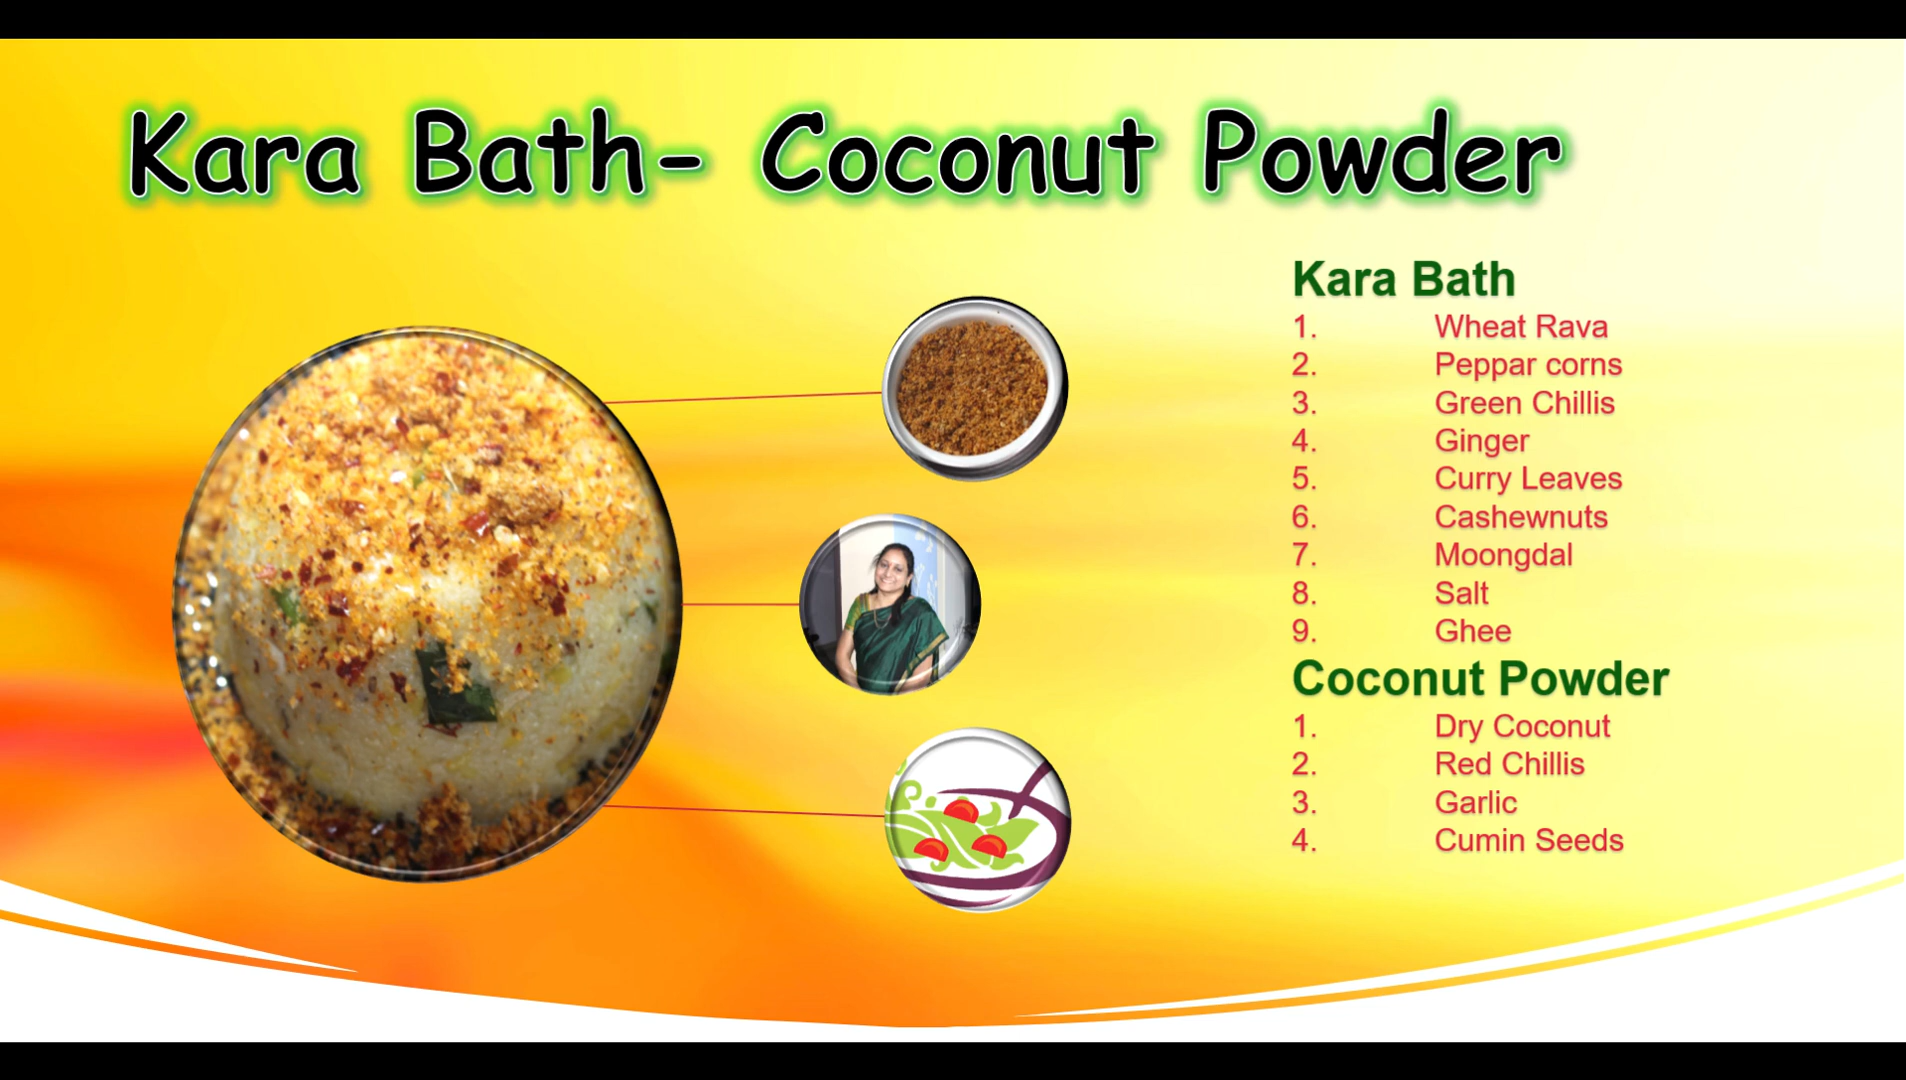 Kara Bath- Coconut Powder
Kara Bath
1. Wheat Rava
2. Peppar corns
3. Green Chillis
4. Ginger
5. Curry Leaves
6. Cashewnuts
7. Moongdal
8. Salt
9. Ghee
Coconut Powder
1. Dry Coconut
2. Red Chillis
3. Garlic
4. Cumin Seeds